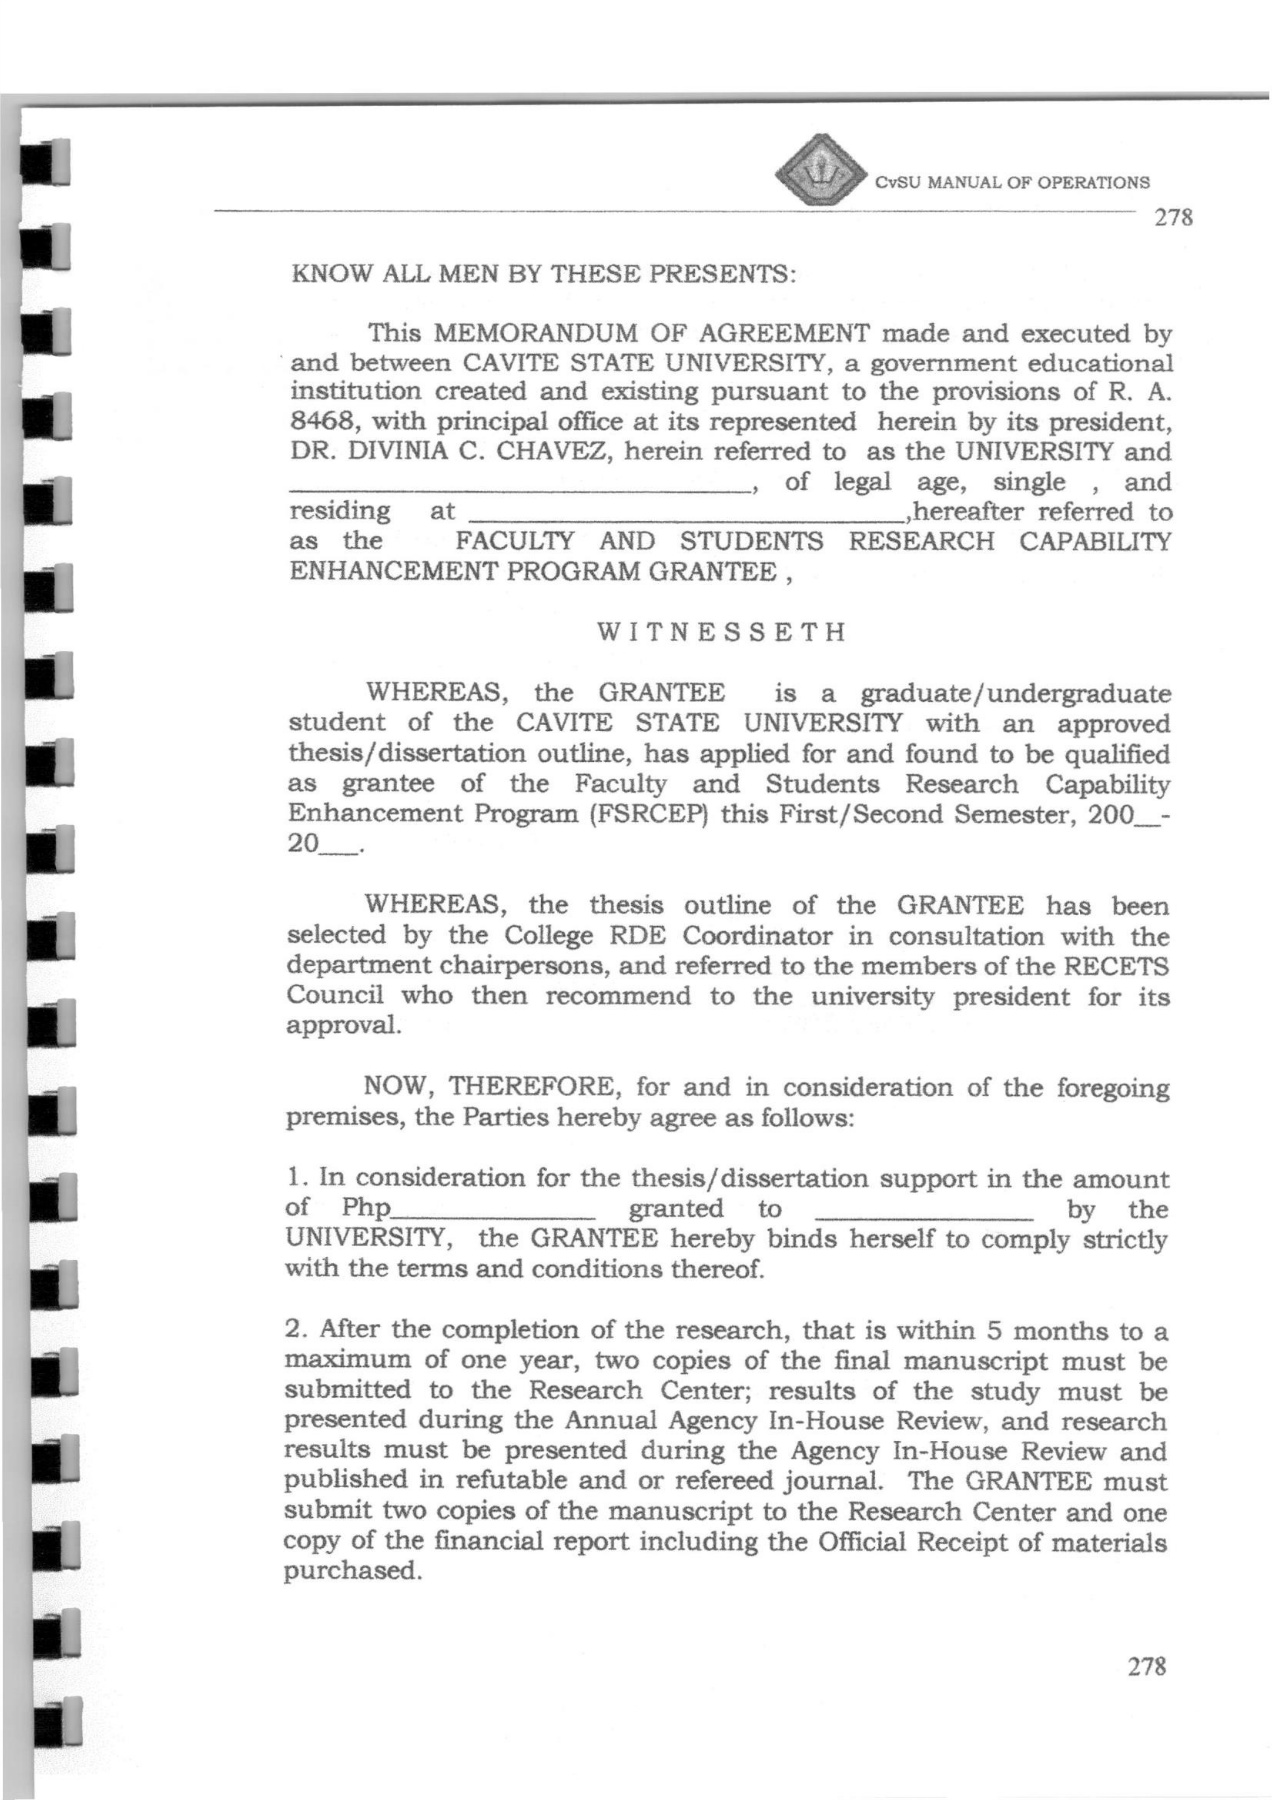 CvSU MANUAL OF OPERATIONS
278
KNOW ALL MEN BY THESE PRESENTS:
This MEMORANDUM OF AGREEMENT made and executed by
and between CAVITE STATE UNIVERSITY, a government educational
institution created and existing pursuant to the provisions of R. A.
8468, with principal office at its represented herein by its president,
DR. DIVINIA C. CHAVEZ, herein referred to as the UNIVERSITY and
______________________________, of legal age, single , and
residing at ____________________________,hereafter referred to
as the FACULTY AND STUDENTS RESEARCH CAPABILITY
ENHANCEMENT PROGRAM GRANTEE ,
W I T N E S S E T H
WHEREAS, the GRANTEE is a graduate/undergraduate
student of the CAVITE STATE UNIVERSITY with an approved
thesis/dissertation outline, has applied for and found to be qualified
as grantee of the Faculty and Students Research Capability
Enhancement Program (FSRCEP) this First/Second Semester, 200__-
20___.
WHEREAS, the thesis outline of the GRANTEE has been
selected by the College RDE Coordinator in consultation with the
department chairpersons, and referred to the members of the RECETS
Council who then recommend to the university president for its
approval.
NOW, THEREFORE, for and in consideration of the foregoing
premises, the Parties hereby agree as follows:
1. In consideration for the thesis/dissertation support in the amount
of Php_____________ granted to ______________ by the
UNIVERSITY, the GRANTEE hereby binds herself to comply strictly
with the terms and conditions thereof.
2. After the completion of the research, that is within 5 months to a
maximum of one year, two copies of the final manuscript must be
submitted to the Research Center; results of the study must be
presented during the Annual Agency In-House Review, and research
results must be presented during the Agency In-House Review and
published in refutable and or refereed journal. The GRANTEE must
submit two copies of the manuscript to the Research Center and one
copy of the financial report including the Official Receipt of materials
purchased.
278